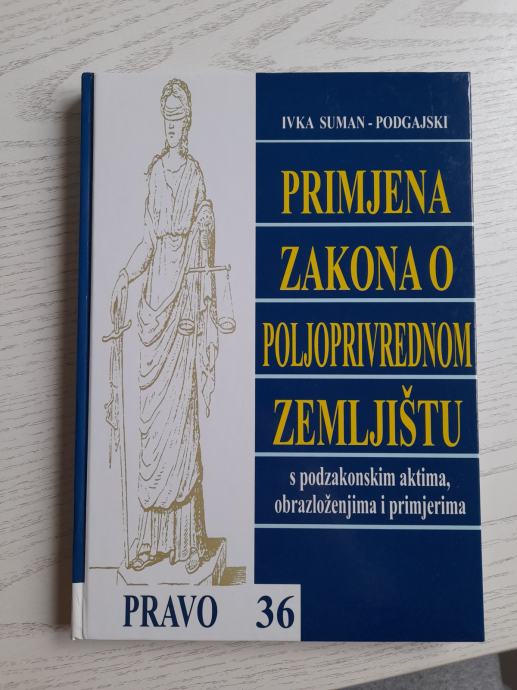 IVKA SUMAN - PODGAJSKI
PRIMJENA
ZAKONA O
POLJOPRIVREDNOM
ZEMLJIŠTU
s podzakonskim aktima,
obrazloženjima i primjerima
PRAVO 36